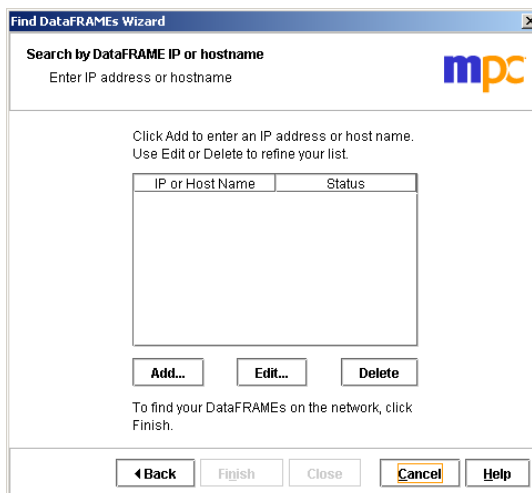 Find DataFRAMEs Wizard
Search by DataFRAME IP or hostname
Enter IP address or hostname
mpc
Click Add to enter an IP address or host name.
Use Edit or Delete to refine your list.
IP or Host Name Status
Add... Edit... Delete
To find your DataFRAMEs on the network, click
Finish.
Back Finish Close Cancel Help